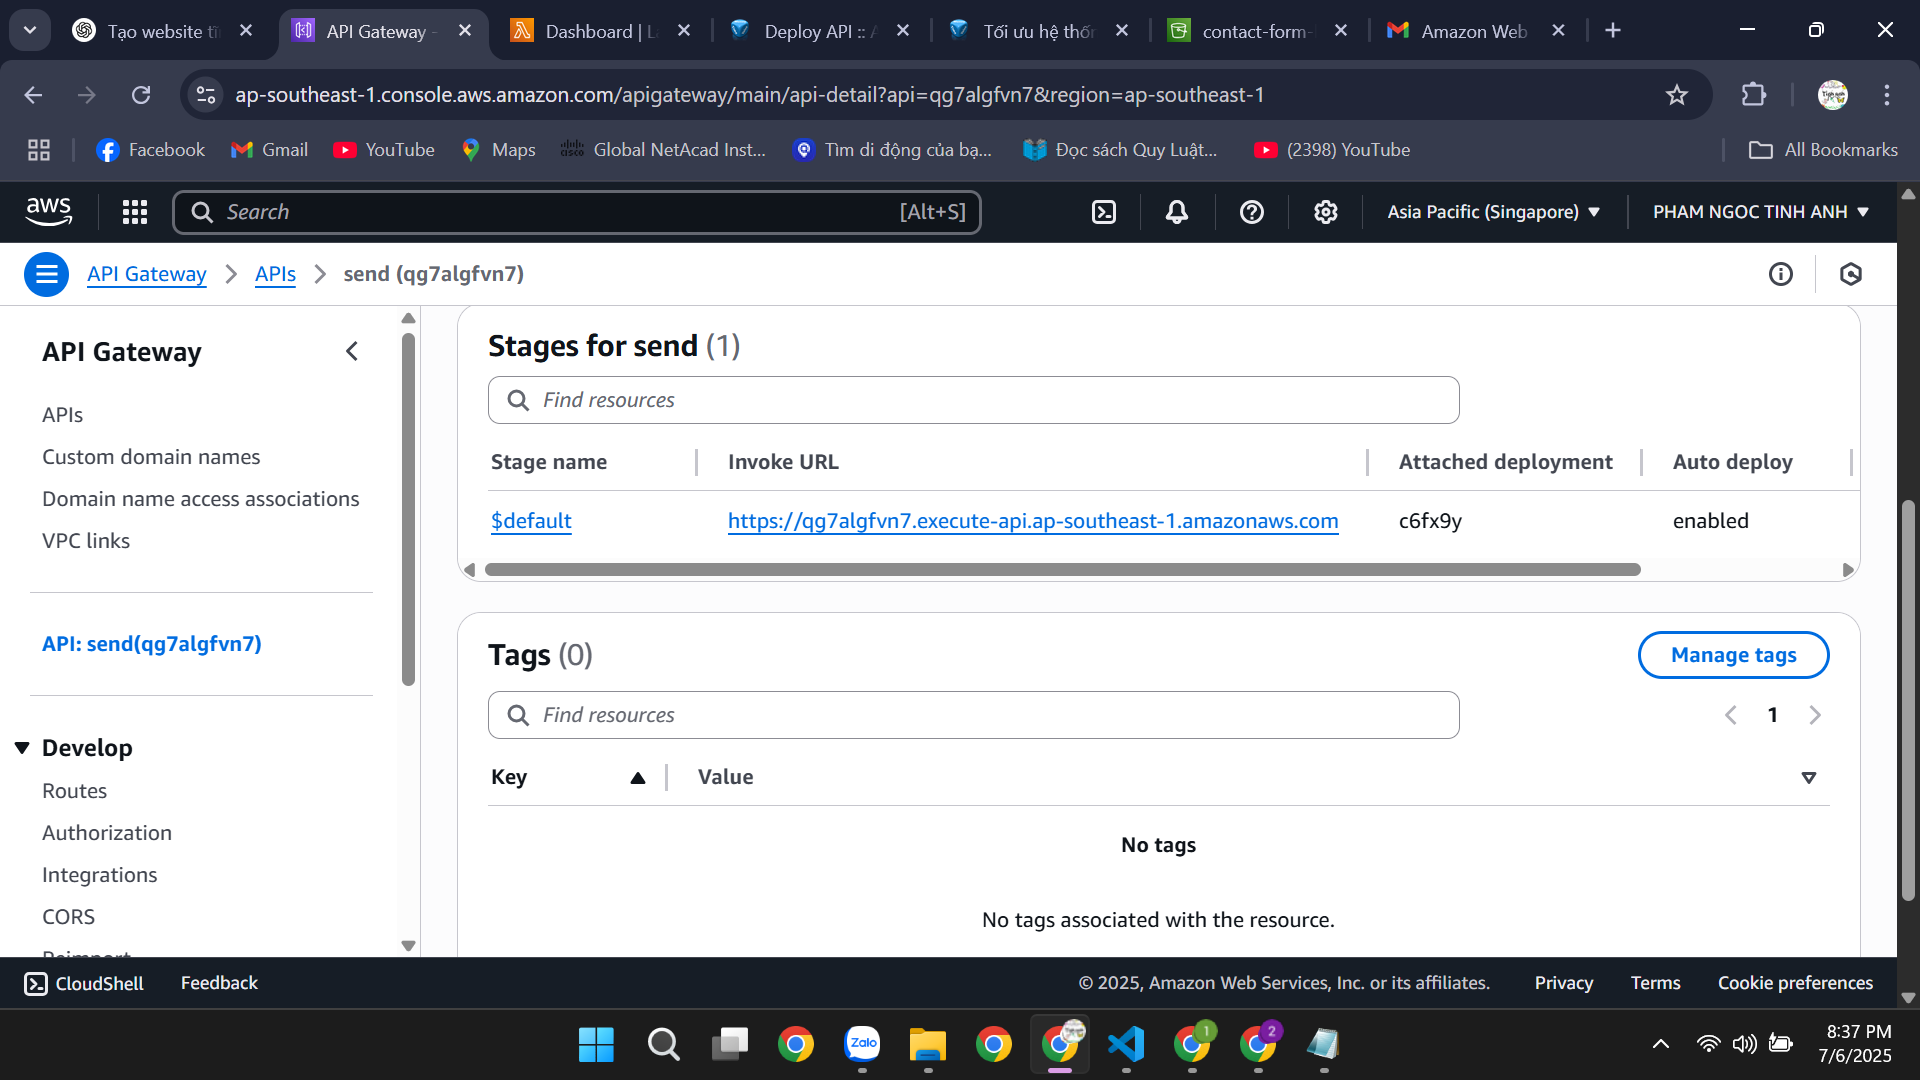 Tạo website tĩ
API Gateway -
Dashboard | L
Deploy API :: A
Tối ưu hệ thốn
contact-form-
Amazon Web
ap-southeast-1.console.aws.amazon.com/apigateway/main/api-detail?api=qg7algfvn7&region=ap-southeast-1
Facebook
Gmail
YouTube
Maps
Global NetAcad Inst...
Tìm di động của bạ...
Đọc sách Quy Luật...
(2398) YouTube
All Bookmarks
aws
Search
[Alt+S]
Asia Pacific (Singapore)
PHAM NGOC TINH ANH
API Gateway
APIs
send (qg7algfvn7)
API Gateway
APIs
Custom domain names
Domain name access associations
VPC links
API: send(qg7algfvn7)
Develop
Routes
Authorization
Integrations
CORS
Reimport
Stages for send (1)
Find resources
Stage name
Invoke URL
Attached deployment
Auto deploy
$default
https://qg7algfvn7.execute-api.ap-southeast-1.amazonaws.com
c6fx9y
enabled
Tags (0)
Manage tags
Find resources
1
Key
Value
No tags
No tags associated with the resource.
CloudShell
Feedback
© 2025, Amazon Web Services, Inc. or its affiliates.
Privacy
Terms
Cookie preferences
Zalo
1
2
8:37 PM
7/6/2025